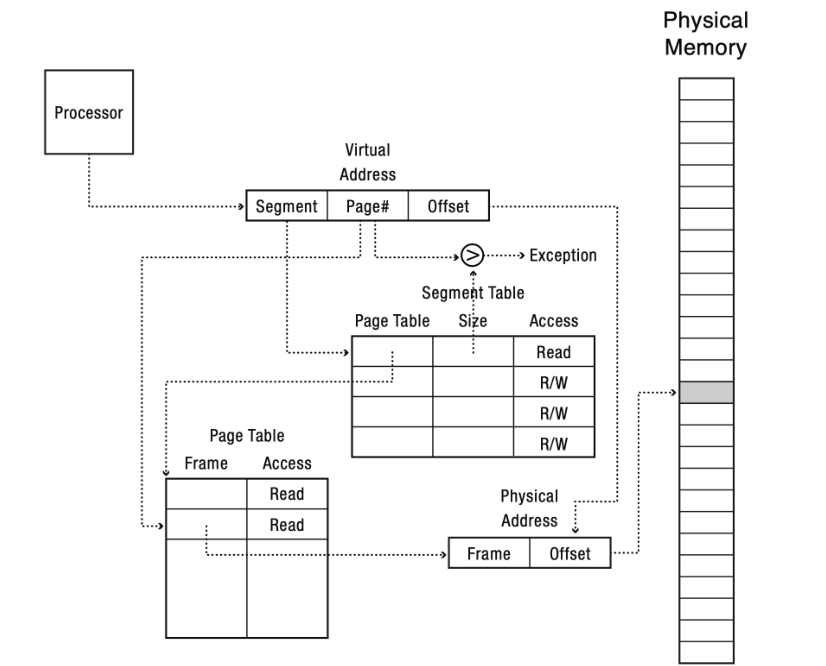 Physical
Memory
Processor
Virtual
Address
Segment Page# Offset
> Exception
Segment Table
Page Table Size Access
Read
R/W
R/W
R/W
Page Table
Frame Access
Read
Read
Physical
Address
Frame Offset